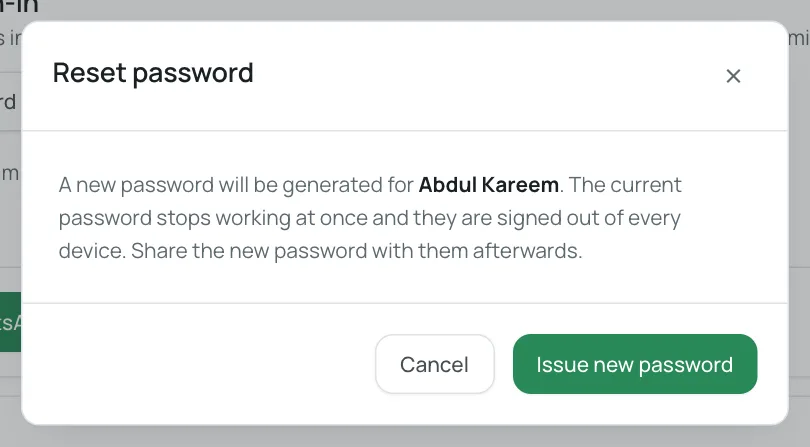 Reset password
A new password will be generated for Abdul Kareem. The current
password stops working at once and they are signed out of every
device. Share the new password with them afterwards.
Cancel
Issue new password